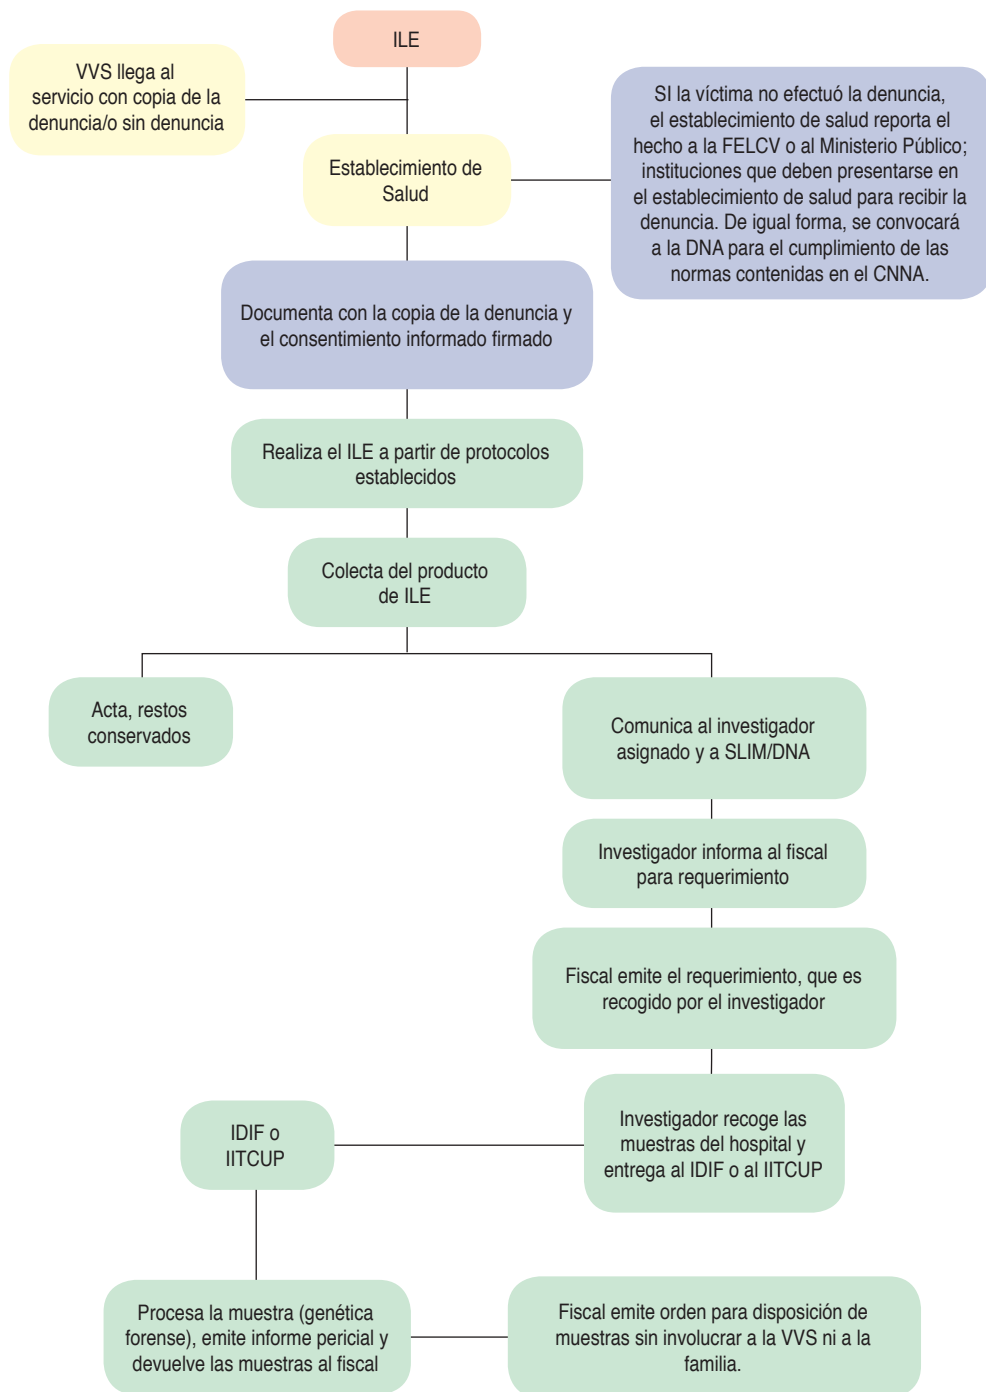 ILE
VVS llega al
servicio con copia de la
denuncia/o sin denuncia
Establecimiento de
Salud
SI la víctima no efectuó la denuncia,
el establecimiento de salud reporta el
hecho a la FELCV o al Ministerio Público;
instituciones que deben presentarse en
el establecimiento de salud para recibir la
denuncia. De igual forma, se convocará
a la DNA para el cumplimiento de las
normas contenidas en el CNNA.
Documenta con la copia de la denuncia y
el consentimiento informado firmado
Realiza el ILE a partir de protocolos
establecidos
Colecta del producto
de ILE
Acta, restos
conservados
Comunica al investigador
asignado y a SLIM/DNA
Investigador informa al fiscal
para requerimiento
Fiscal emite el requerimiento, que es
recogido por el investigador
Investigador recoge las
muestras del hospital y
entrega al IDIF o al IITCUP
IDIF o
IITCUP
Procesa la muestra (genética
forense), emite informe pericial y
devuelve las muestras al fiscal
Fiscal emite orden para disposición de
muestras sin involucrar a la VVS ni a la
familia.